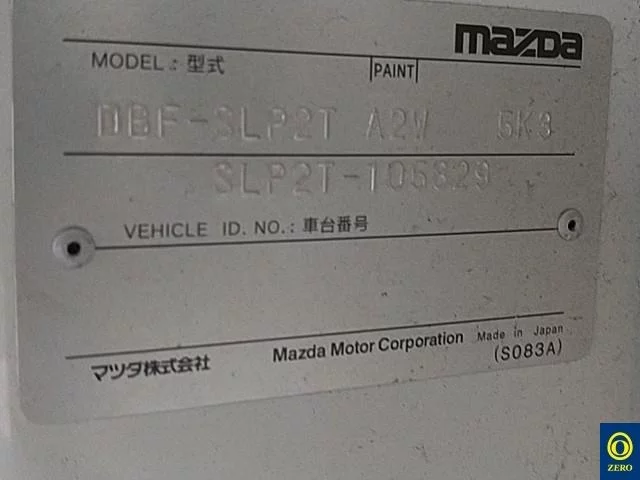 mazda
MODEL : 型式 |PAINT|
DBF-SLP2T A2W 5K3
SLP2T-106829
VEHICLE ID. NO. : 車台番号
マツダ株式会社 Mazda Motor Corporation Made in Japan
(S083A)
ZERO